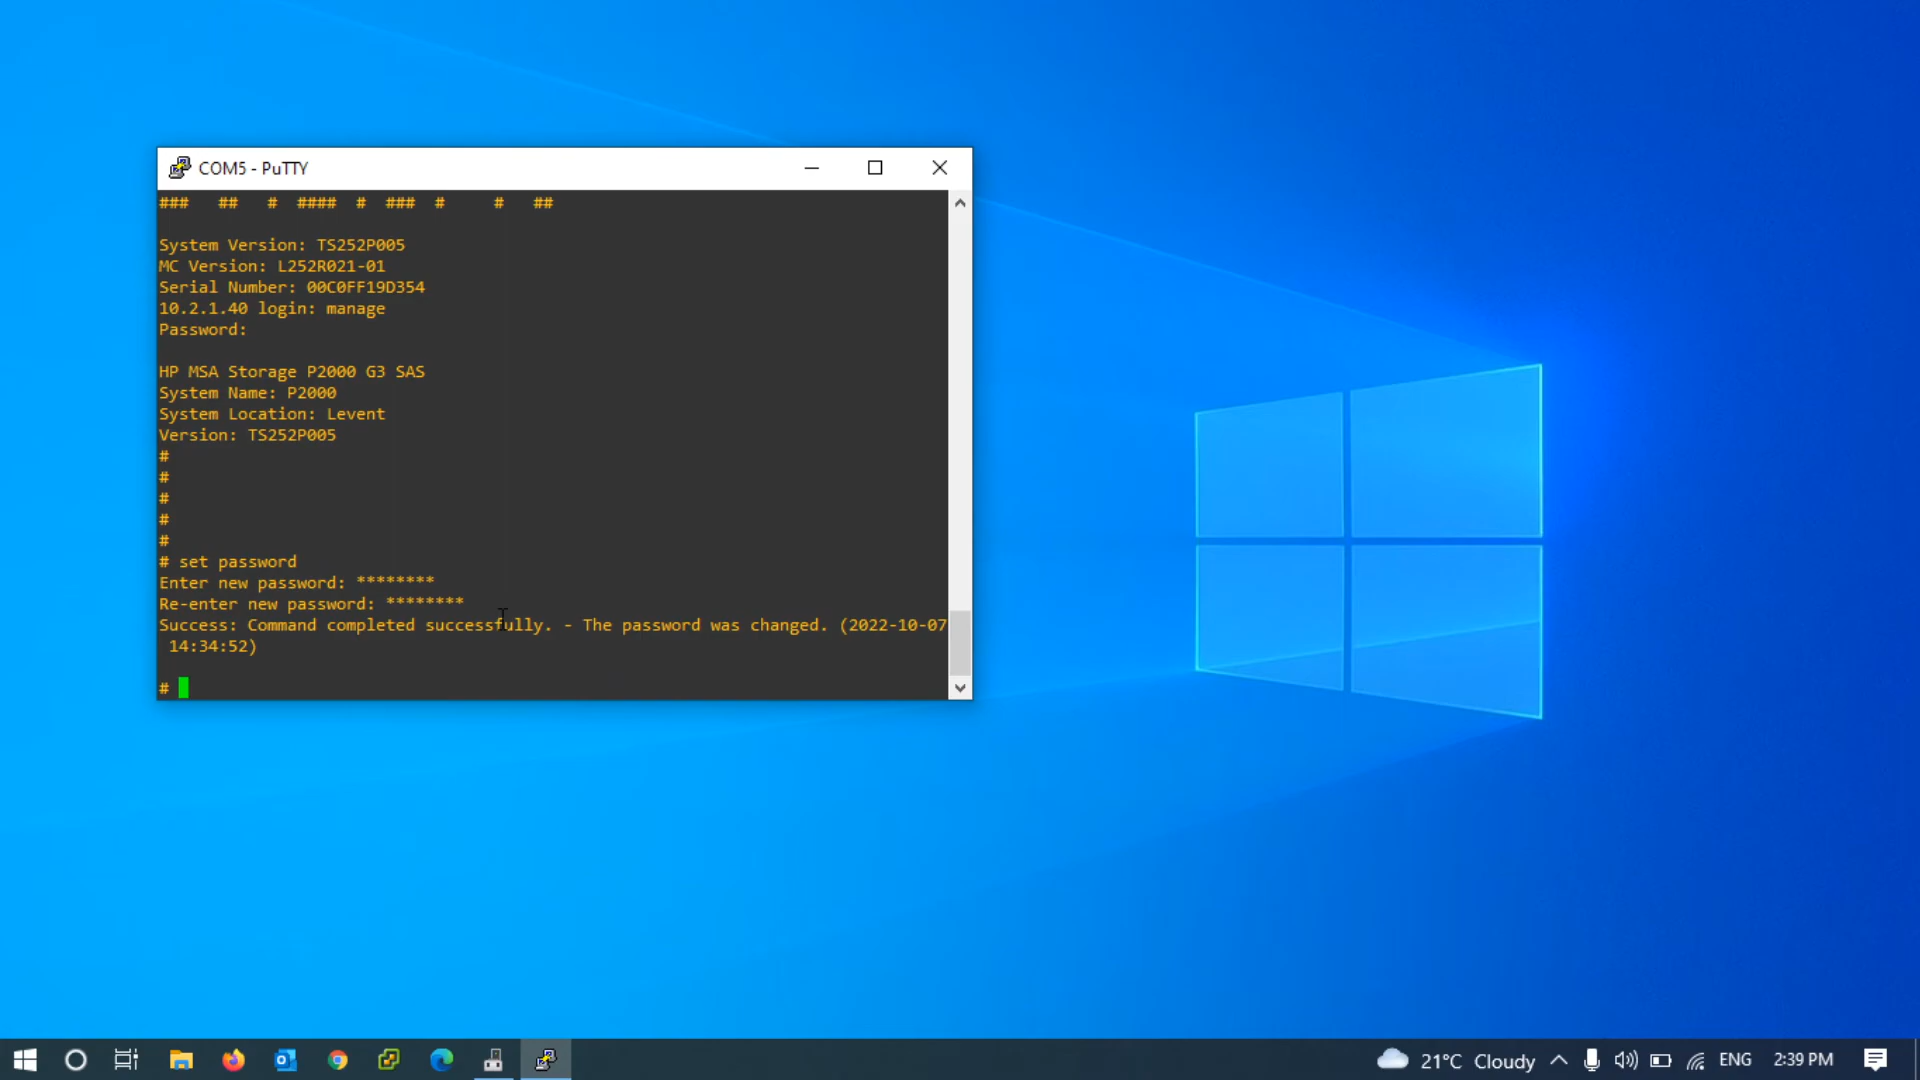 COM5 - PuTTY
### ## # #### # ### # # ##
System Version: TS252P005
MC Version: L252R021-01
Serial Number: 00C0FF19D354
10.2.1.40 login: manage
Password:
HP MSA Storage P2000 G3 SAS
System Name: P2000
System Location: Levent
Version: TS252P005
#
#
#
#
#
# set password
Enter new password: ********
Re-enter new password: ********
Success: Command completed successfully. - The password was changed. (2022-10-07
14:34:52)
#
21°C Cloudy ENG 2:39 PM